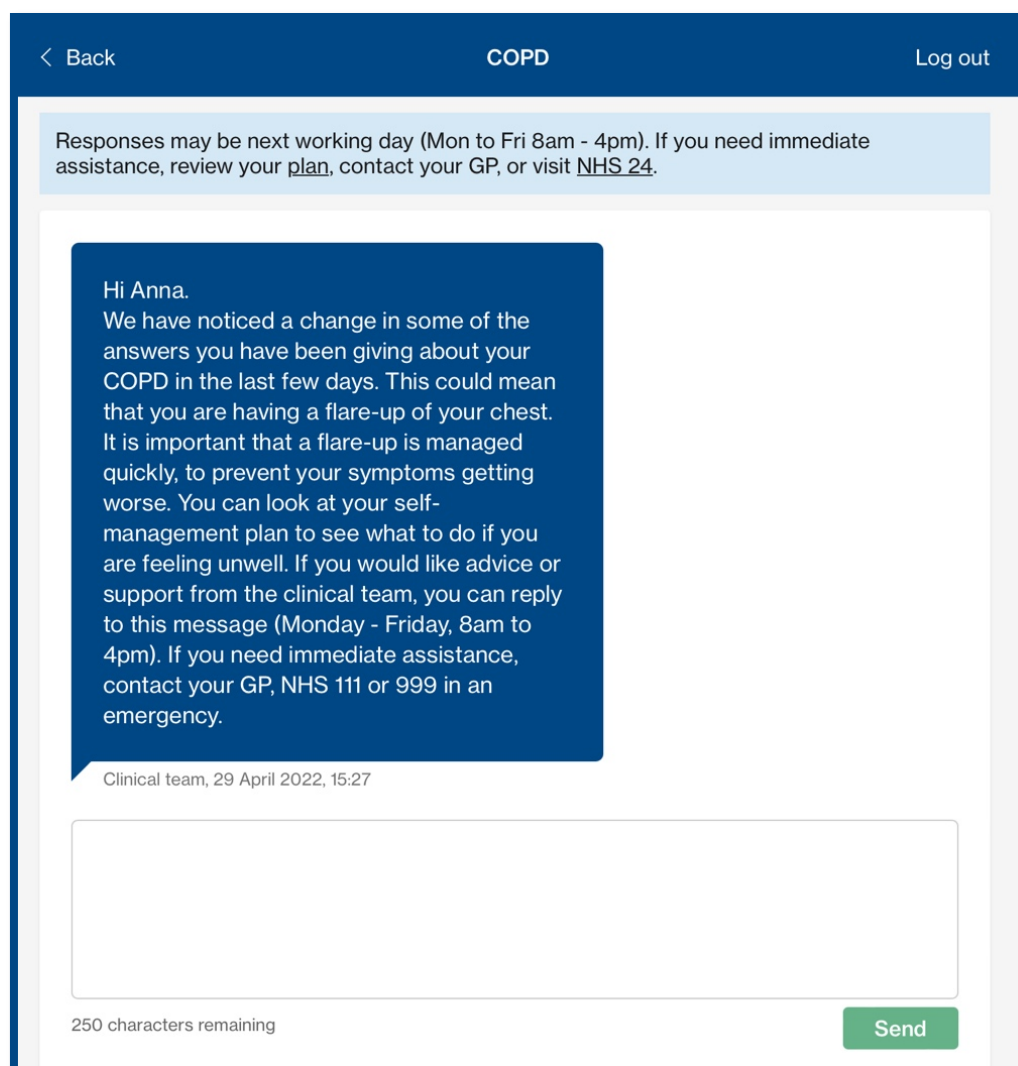 Back
COPD
Log out
Responses may be next working day (Mon to Fri 8am - 4pm). If you need immediate
assistance, review your plan, contact your GP, or visit NHS 24.
Hi Anna.
We have noticed a change in some of the
answers you have been giving about your
COPD in the last few days. This could mean
that you are having a flare-up of your chest.
It is important that a flare-up is managed
quickly, to prevent your symptoms getting
worse. You can look at your self-
management plan to see what to do if you
are feeling unwell. If you would like advice or
support from the clinical team, you can reply
to this message (Monday - Friday, 8am to
4pm). If you need immediate assistance,
contact your GP, NHS 111 or 999 in an
emergency.
Clinical team, 29 April 2022, 15:27
250 characters remaining
Send